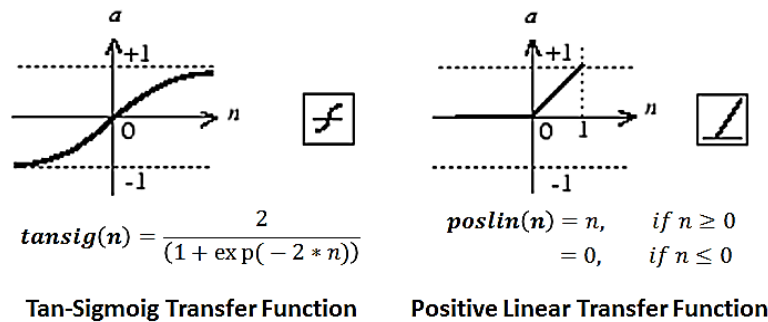 a
+1
n
0
-1
tansig(n) = 2 / (1 + exp( − 2 * n))
Tan-Sigmoig Transfer Function
a
+1
n
0 1
-1
poslin(n) = n, if n ≥ 0
= 0, if n ≤ 0
Positive Linear Transfer Function